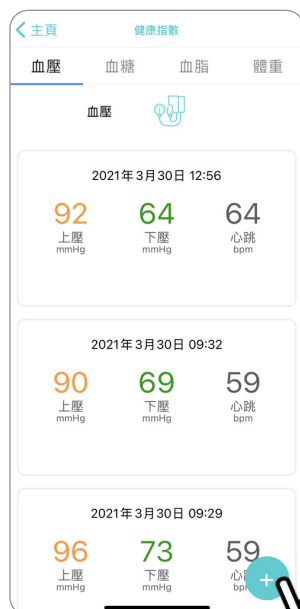 主頁 健康指數
血壓 血糖 血脂 體重
血壓
2021年3月30日 12:56
92 64 64
上壓 下壓 心跳
mmHg mmHg bpm
2021年3月30日 09:32
90 69 59
上壓 下壓 心跳
mmHg mmHg bpm
2021年3月30日 09:29
96 73 59
上壓 下壓
mmHg mmHg
+